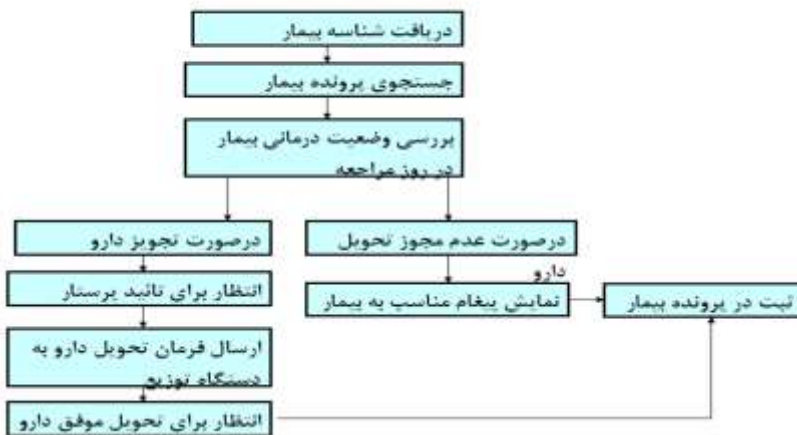 دریافت شناسه بیمار
جستجوی پرونده بیمار
بررسی وضعیت درمانی بیمار
در روز مراجعه
درصورت تجویز دارو
درصورت عدم مجوز تحویل
دارو
انتظار برای تائید پرستار
نمایش پیغام مناسب به بیمار
ثبت در پرونده بیمار
ارسال فرمان تحویل دارو به
دستگاه توزیع
انتظار برای تحویل موفق دارو